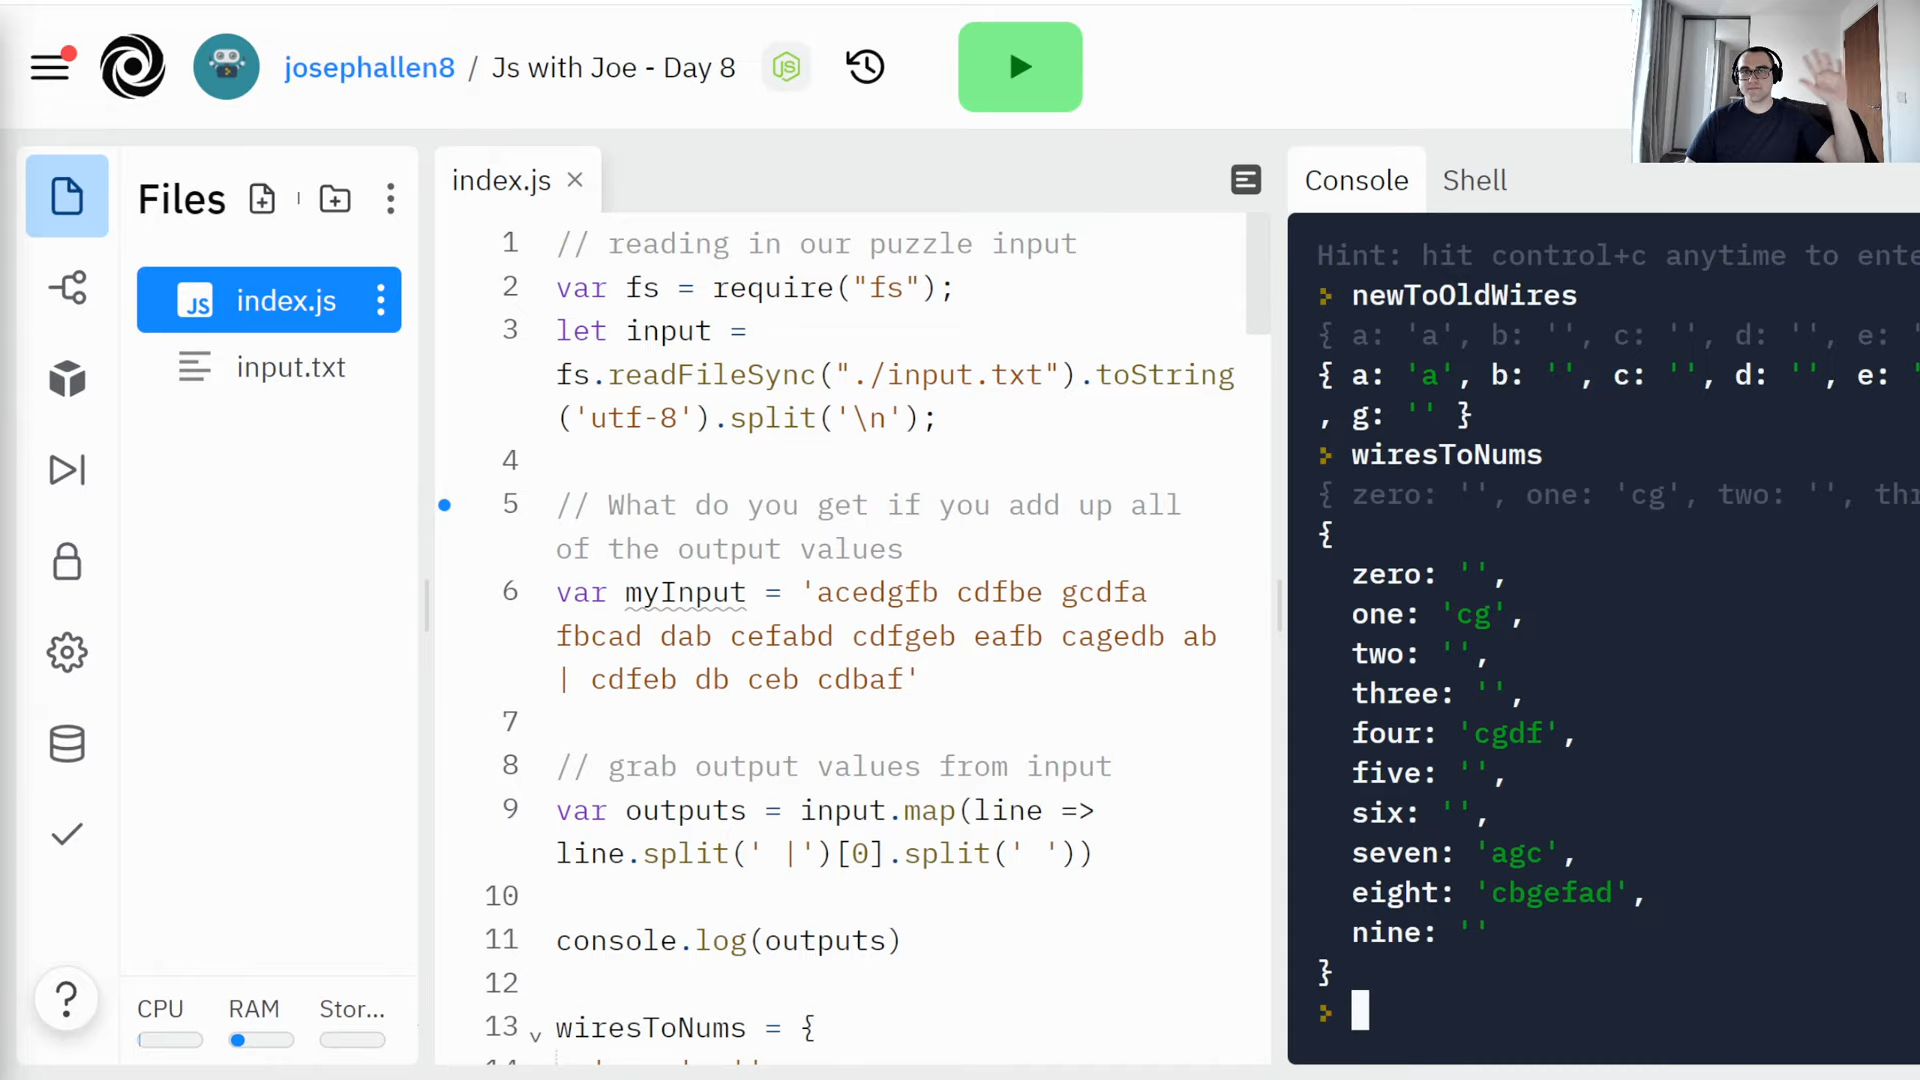 josephallen8 / Js with Joe - Day 8
Files
JS index.js
input.txt
CPU RAM Stor...
index.js
1 // reading in our puzzle input
2 var fs = require("fs");
3 let input =
fs.readFileSync("./input.txt").toString
('utf-8').split('\n');
4
5 // What do you get if you add up all
of the output values
6 var myInput = 'acedgfb cdfbe gcdfa
fbcad dab cefabd cdfgeb eafb cagedb ab
| cdfeb db ceb cdbaf'
7
8 // grab output values from input
9 var outputs = input.map(line =>
line.split(' |')[0].split(' '))
10
11 console.log(outputs)
12
13 wiresToNums = {
Console Shell
Hint: hit control+c anytime to ente
newToOldWires
{ a: 'a', b: '', c: '', d: '', e: '
{ a: 'a', b: '', c: '', d: '', e: '
, g: '' }
wiresToNums
{ zero: '', one: 'cg', two: '', thr
{
zero: '',
one: 'cg',
two: '',
three: '',
four: 'cgdf',
five: '',
six: '',
seven: 'agc',
eight: 'cbgefad',
nine: ''
}